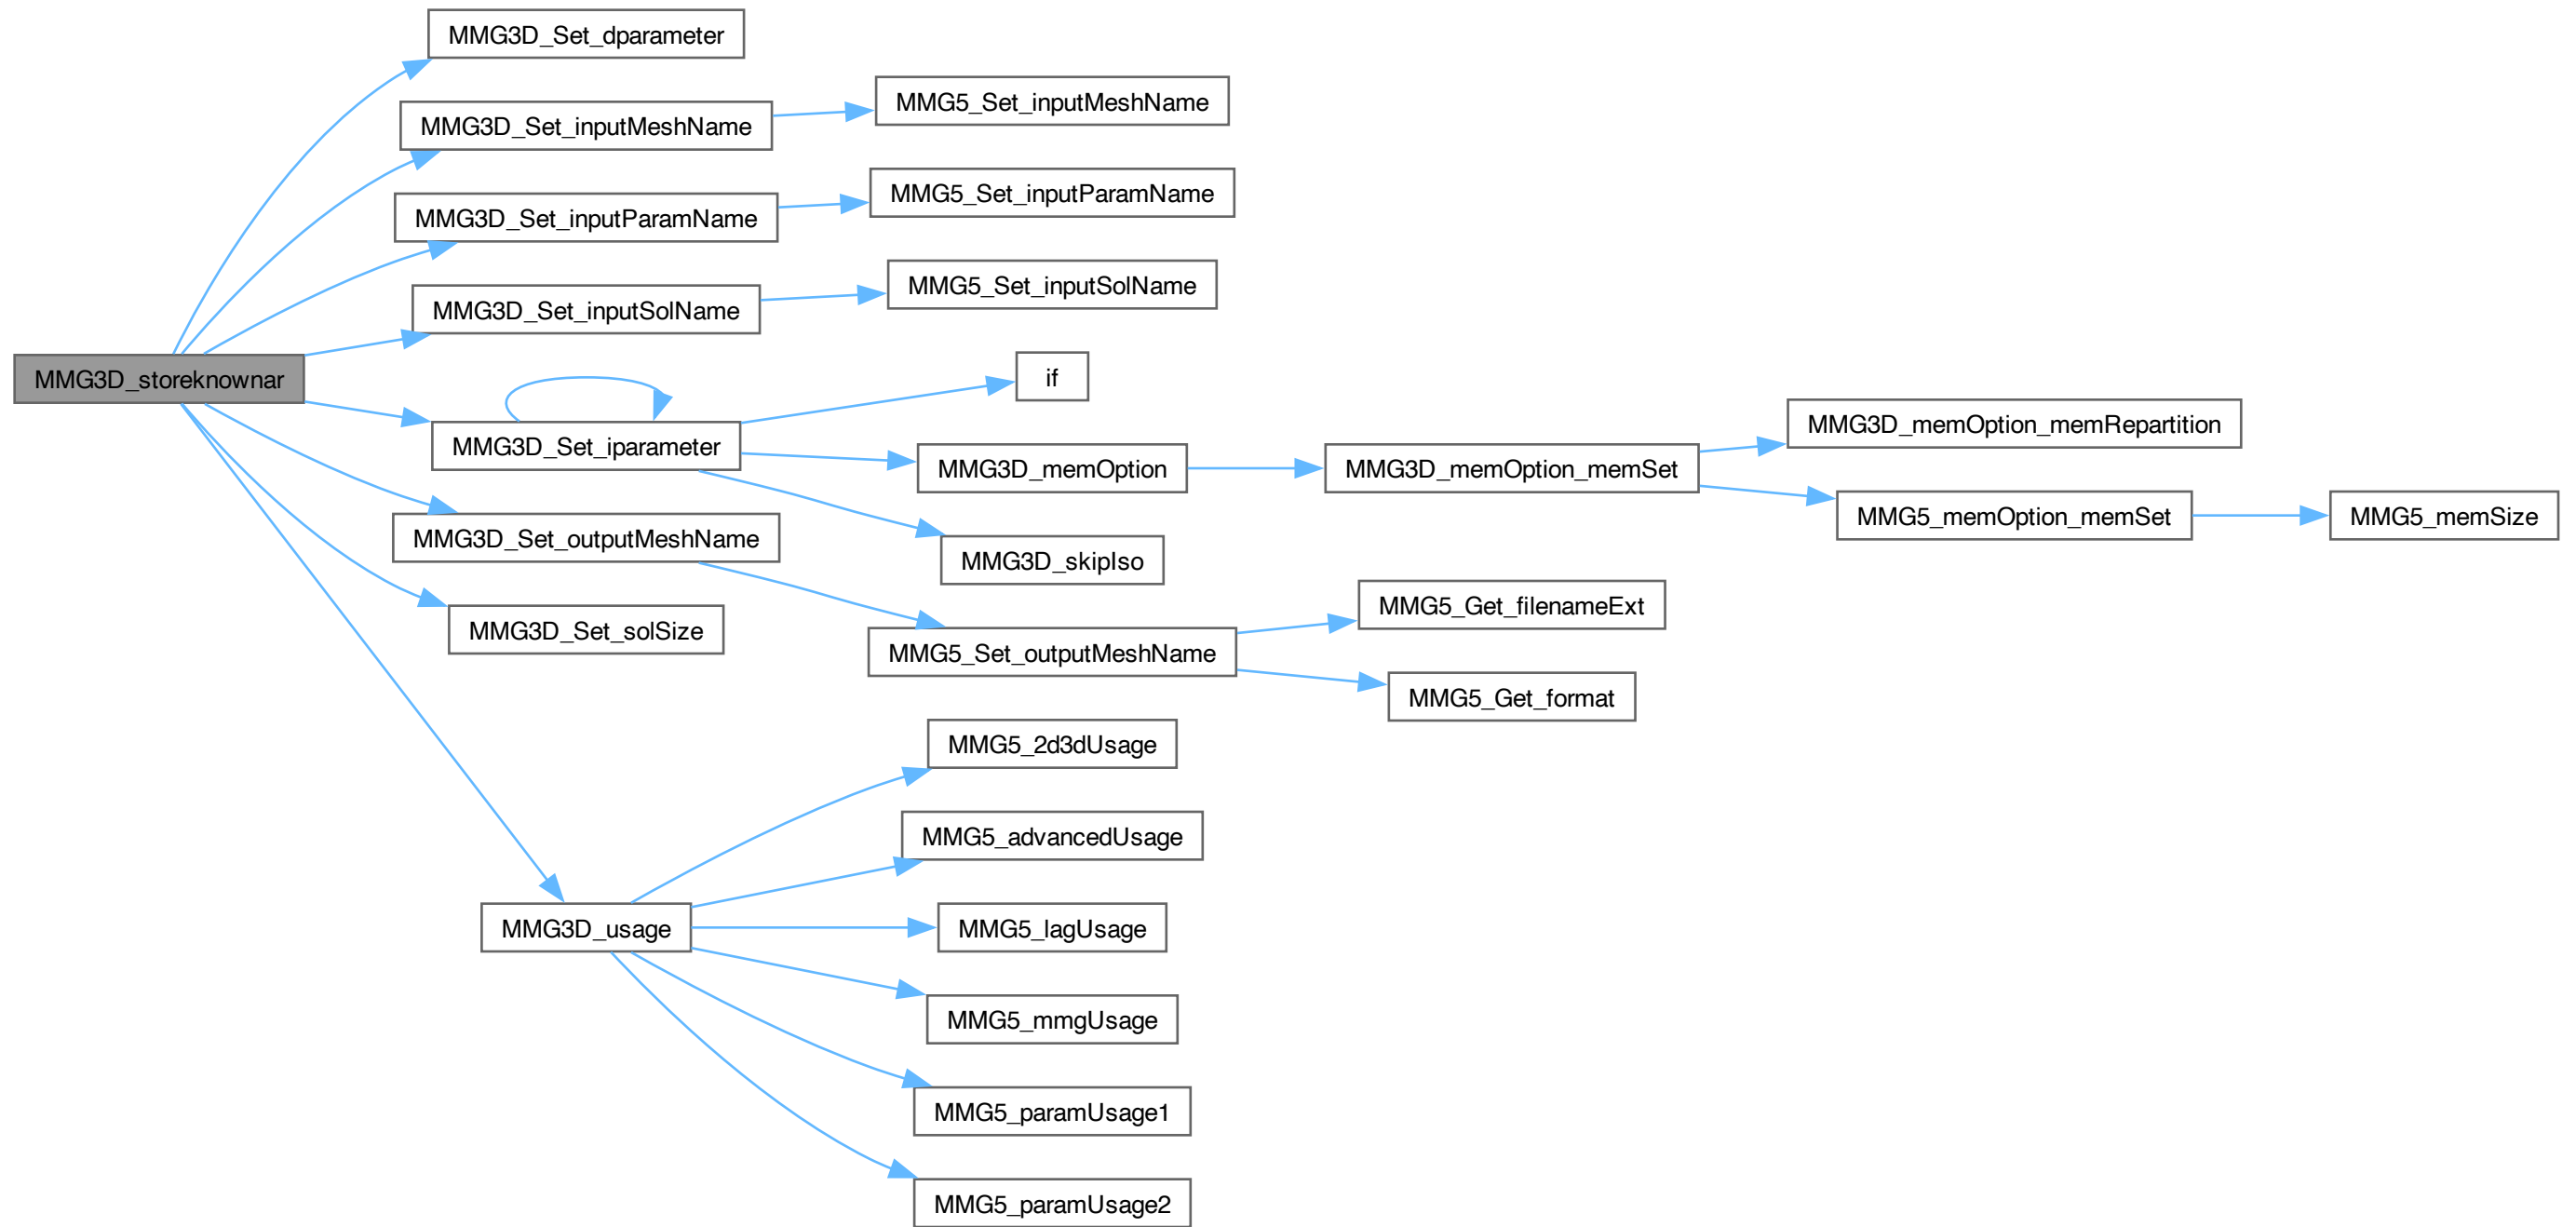 MMG3D_Set_dparameter
MMG5_Set_inputMeshName
MMG3D_Set_inputMeshName
MMG5_Set_inputParamName
MMG3D_Set_inputParamName
MMG5_Set_inputSolName
MMG3D_Set_inputSolName
MMG3D_storeknownar
if
MMG3D_memOption_memRepartition
MMG3D_Set_iparameter
MMG3D_memOption
MMG3D_memOption_memSet
MMG5_memOption_memSet
MMG5_memSize
MMG3D_Set_outputMeshName
MMG3D_skipIso
MMG5_Get_filenameExt
MMG3D_Set_solSize
MMG5_Set_outputMeshName
MMG5_Get_format
MMG5_2d3dUsage
MMG5_advancedUsage
MMG3D_usage
MMG5_lagUsage
MMG5_mmgUsage
MMG5_paramUsage1
MMG5_paramUsage2